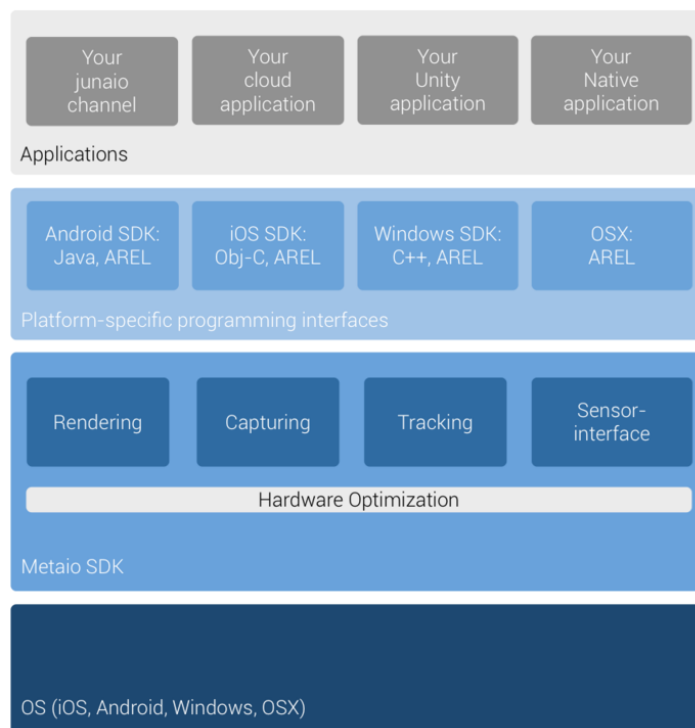 Your
junaio
channel
Your
cloud
application
Your
Unity
application
Your
Native
application
Applications
Android SDK:
Java, AREL
iOS SDK:
Obj-C, AREL
Windows SDK:
C++, AREL
OSX:
AREL
Platform-specific programming interfaces
Rendering
Capturing
Tracking
Sensor-
interface
Hardware Optimization
Metaio SDK
OS (iOS, Android, Windows, OSX)